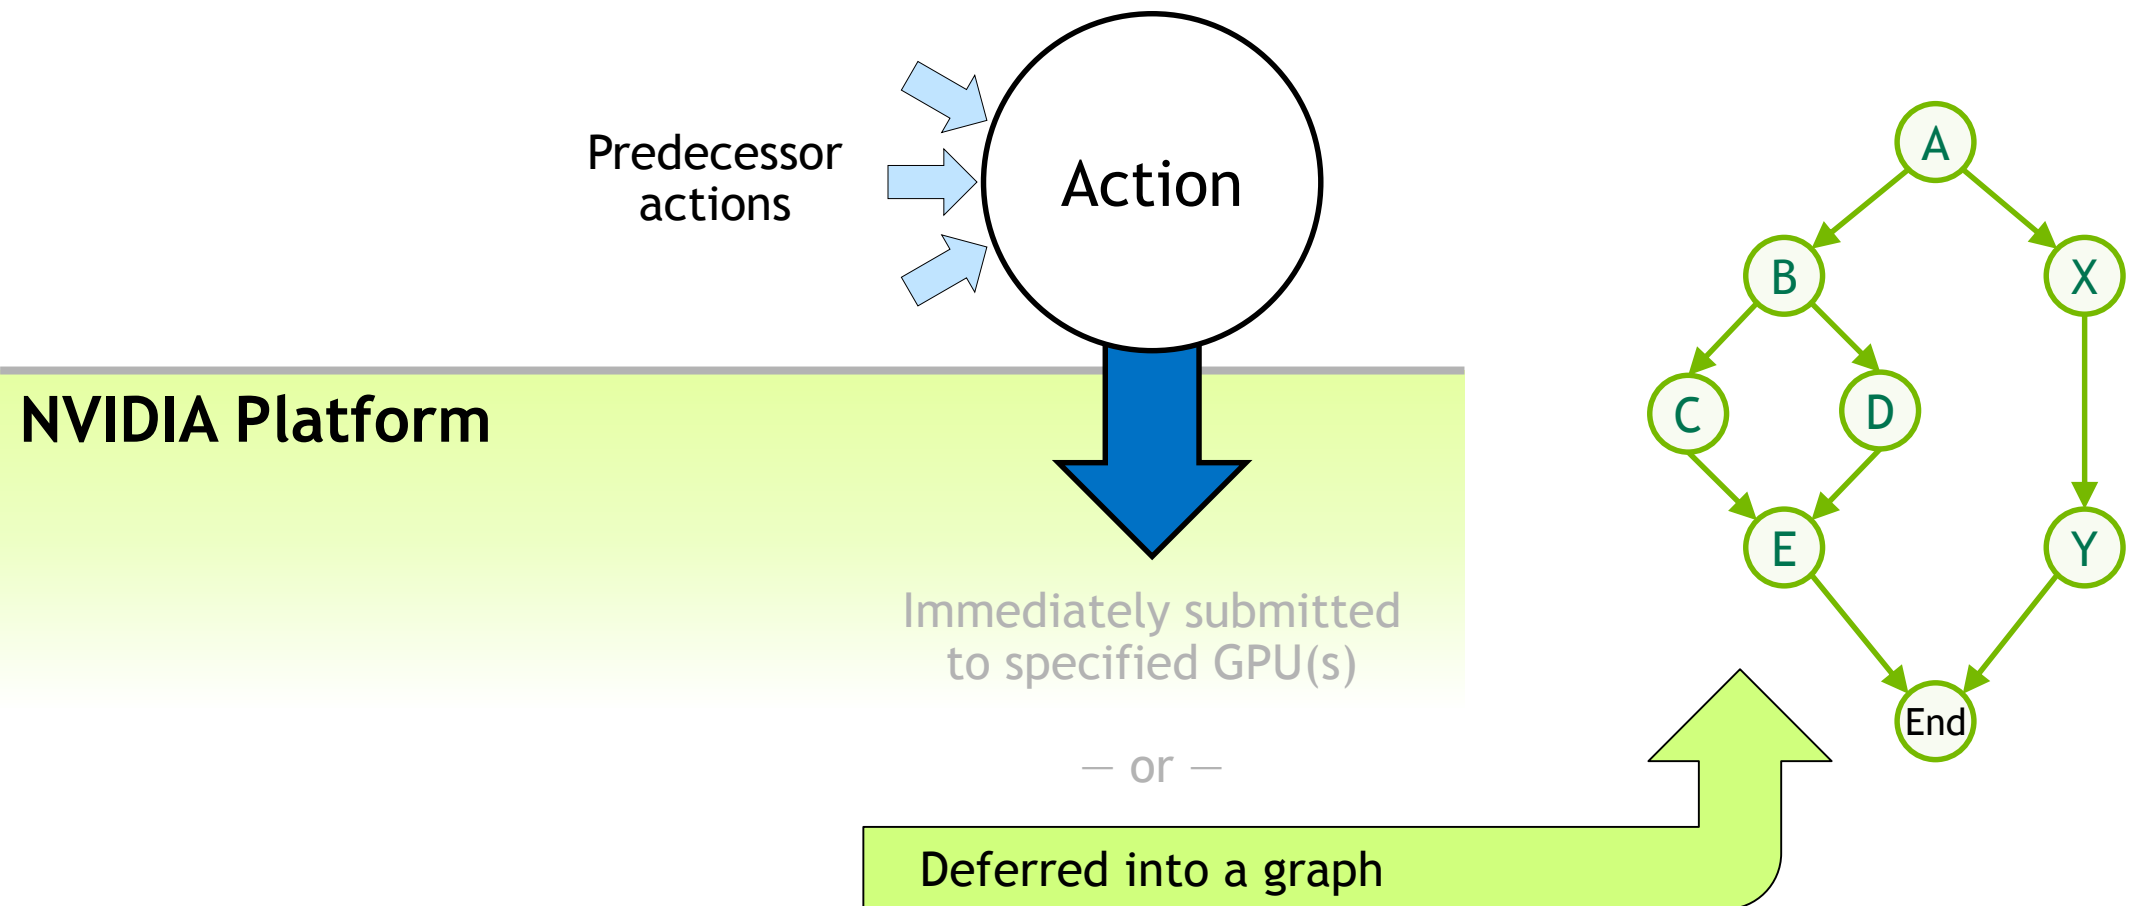 Predecessor
actions
Action
NVIDIA Platform
Immediately submitted
to specified GPU(s)
— or —
Deferred into a graph
A
B
X
C
D
E
Y
End